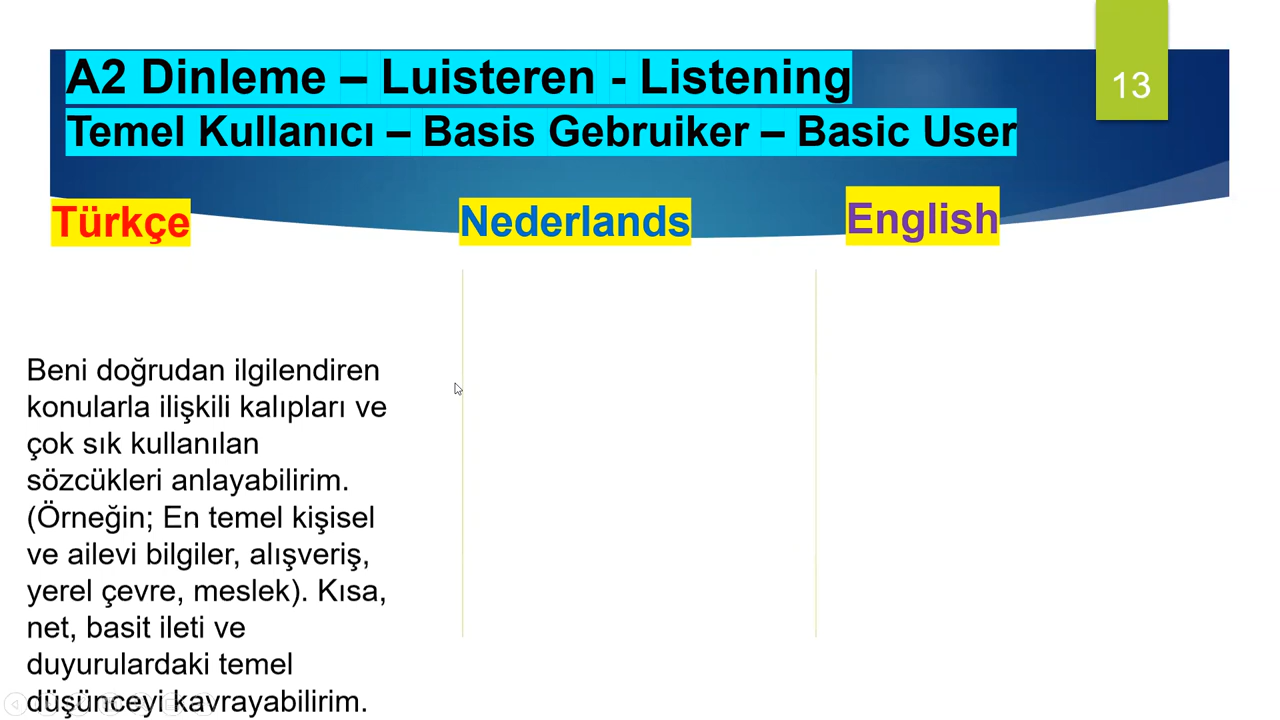 A2 Dinleme – Luisteren - Listening
Temel Kullanıcı – Basis Gebruiker – Basic User
13
Türkçe
Nederlands
English
Beni doğrudan ilgilendiren
konularla ilişkili kalıpları ve
çok sık kullanılan
sözcükleri anlayabilirim.
(Örneğin; En temel kişisel
ve ailevi bilgiler, alışveriş,
yerel çevre, meslek). Kısa,
net, basit ileti ve
duyurulardaki temel
düşünceyi kavrayabilirim.